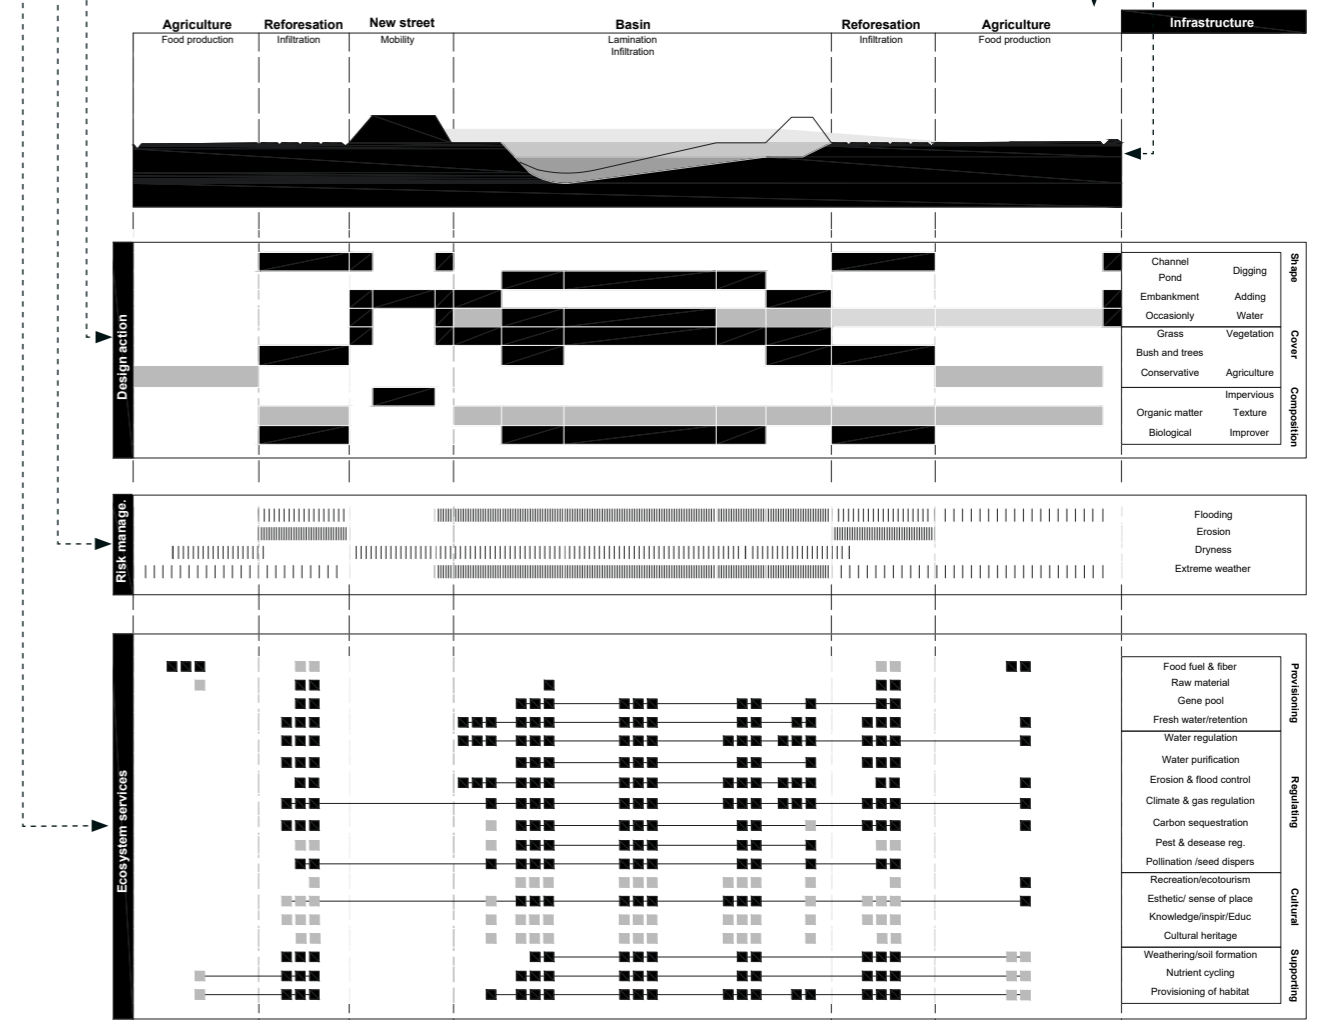 Agriculture Reforesation New street Basin Reforesation Agriculture Infrastructure
Food production Infiltration Mobility Lamination Infiltration Food production
Infiltration
Design action
Channel
Pond
Digging
Embankment Adding
Occasionly Water
Shape
Grass Vegetation
Bush and trees
Conservative Agriculture
Cover
Impervious
Organic matter Texture
Biological Improver
Composition
Risk manage.
Flooding
Erosion
Dryness
Extreme weather
Ecosystem services
Food fuel & fiber
Raw material
Gene pool
Fresh water/retention
Provisioning
Water regulation
Water purification
Erosion & flood control
Climate & gas regulation
Carbon sequestration
Pest & desease reg.
Pollination /seed dispers
Regulating
Recreation/ecotourism
Esthetic/ sense of place
Knowledge/inspir/Educ
Cultural heritage
Cultural
Weathering/soil formation
Nutrient cycling
Provisioning of habitat
Supporting